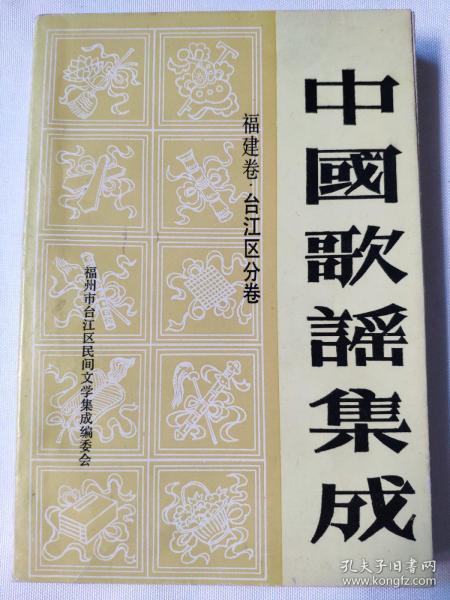 中國歌謡集成
福建卷·台江区分卷
福州市台江区民间文学集成编委会
孔夫子旧书网
www.kongfz.com